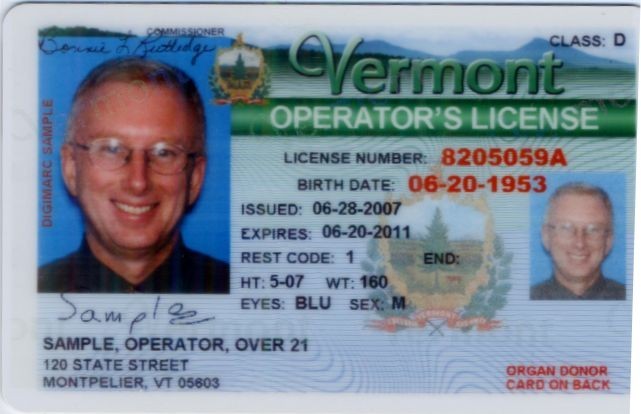 COMMISSIONER
Bonnie L Rutledge
CLASS: D
Vermont
OPERATOR'S LICENSE
DIGIMARC SAMPLE
LICENSE NUMBER: 8205059A
BIRTH DATE: 06-20-1953
ISSUED: 06-28-2007
EXPIRES: 06-20-2011
REST CODE: 1 END:
HT: 5-07 WT: 160
EYES: BLU SEX: M
VERMONT
Sample
SAMPLE, OPERATOR, OVER 21
120 STATE STREET
MONTPELIER, VT 05603
ORGAN DONOR
CARD ON BACK